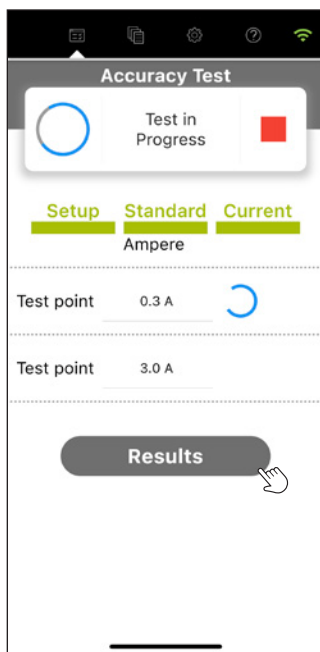 Accuracy Test
Test in
Progress
Setup Standard Current
Ampere
Test point 0.3 A
Test point 3.0 A
Results